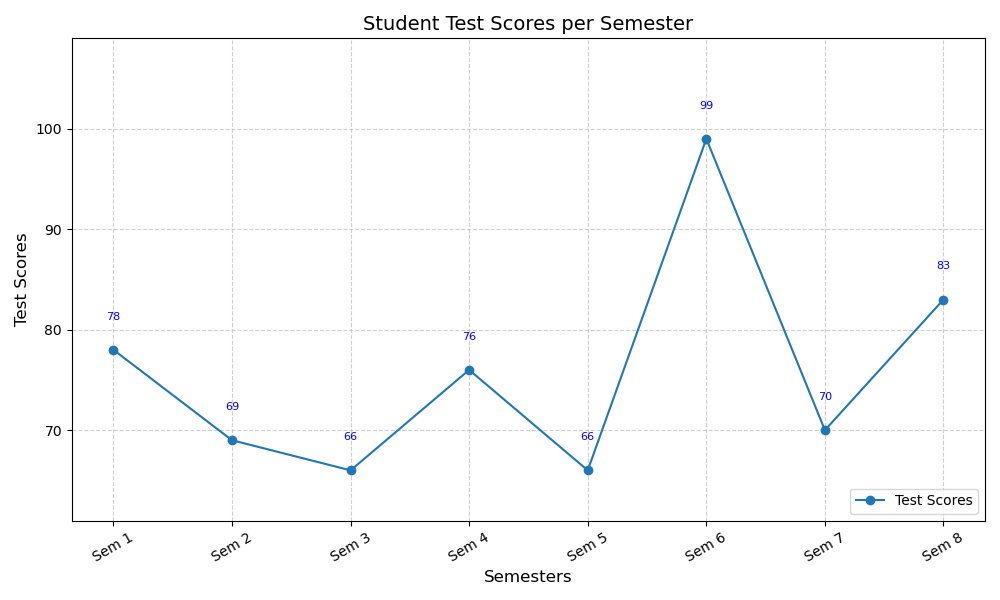 Student Test Scores per Semester
Test Scores
100
90
80
70
78
69
66
76
66
99
70
83
Test Scores
Sem 1
Sem 2
Sem 3
Sem 4
Sem 5
Sem 6
Sem 7
Sem 8
Semesters